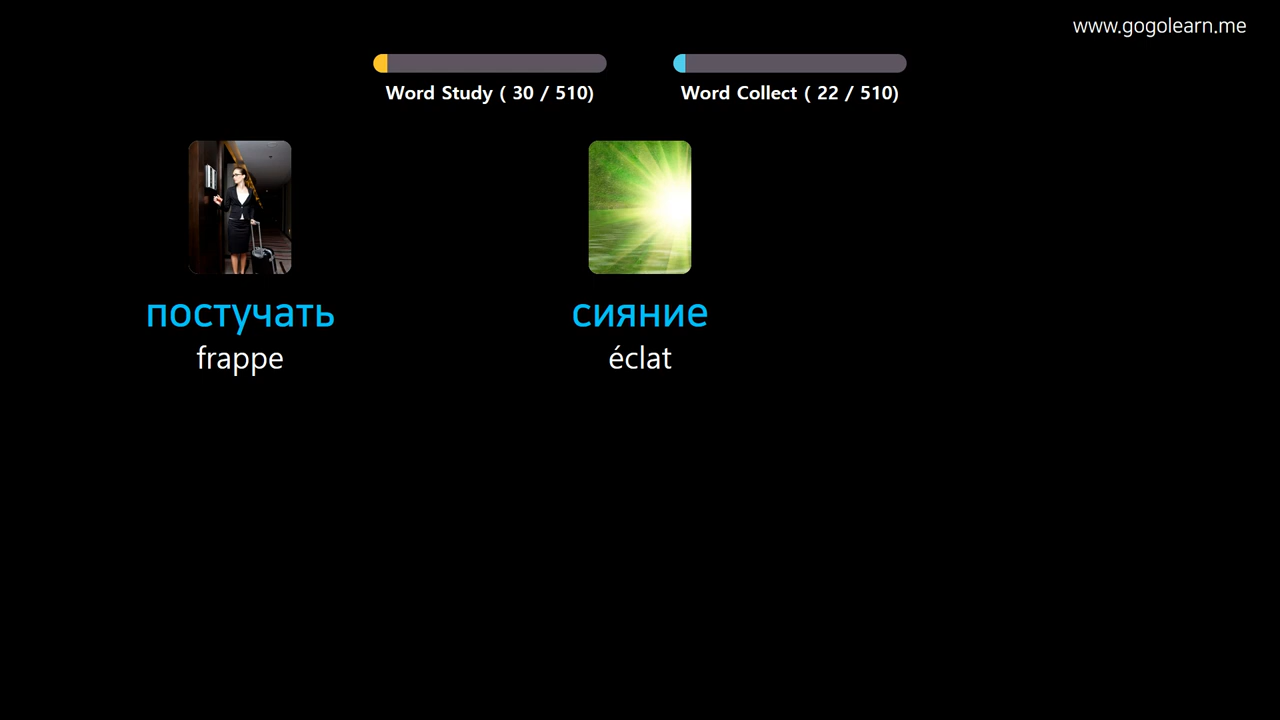 www.gogolearn.me
Word Study ( 30 / 510)
Word Collect ( 22 / 510)
постучать
frappe
сияние
éclat